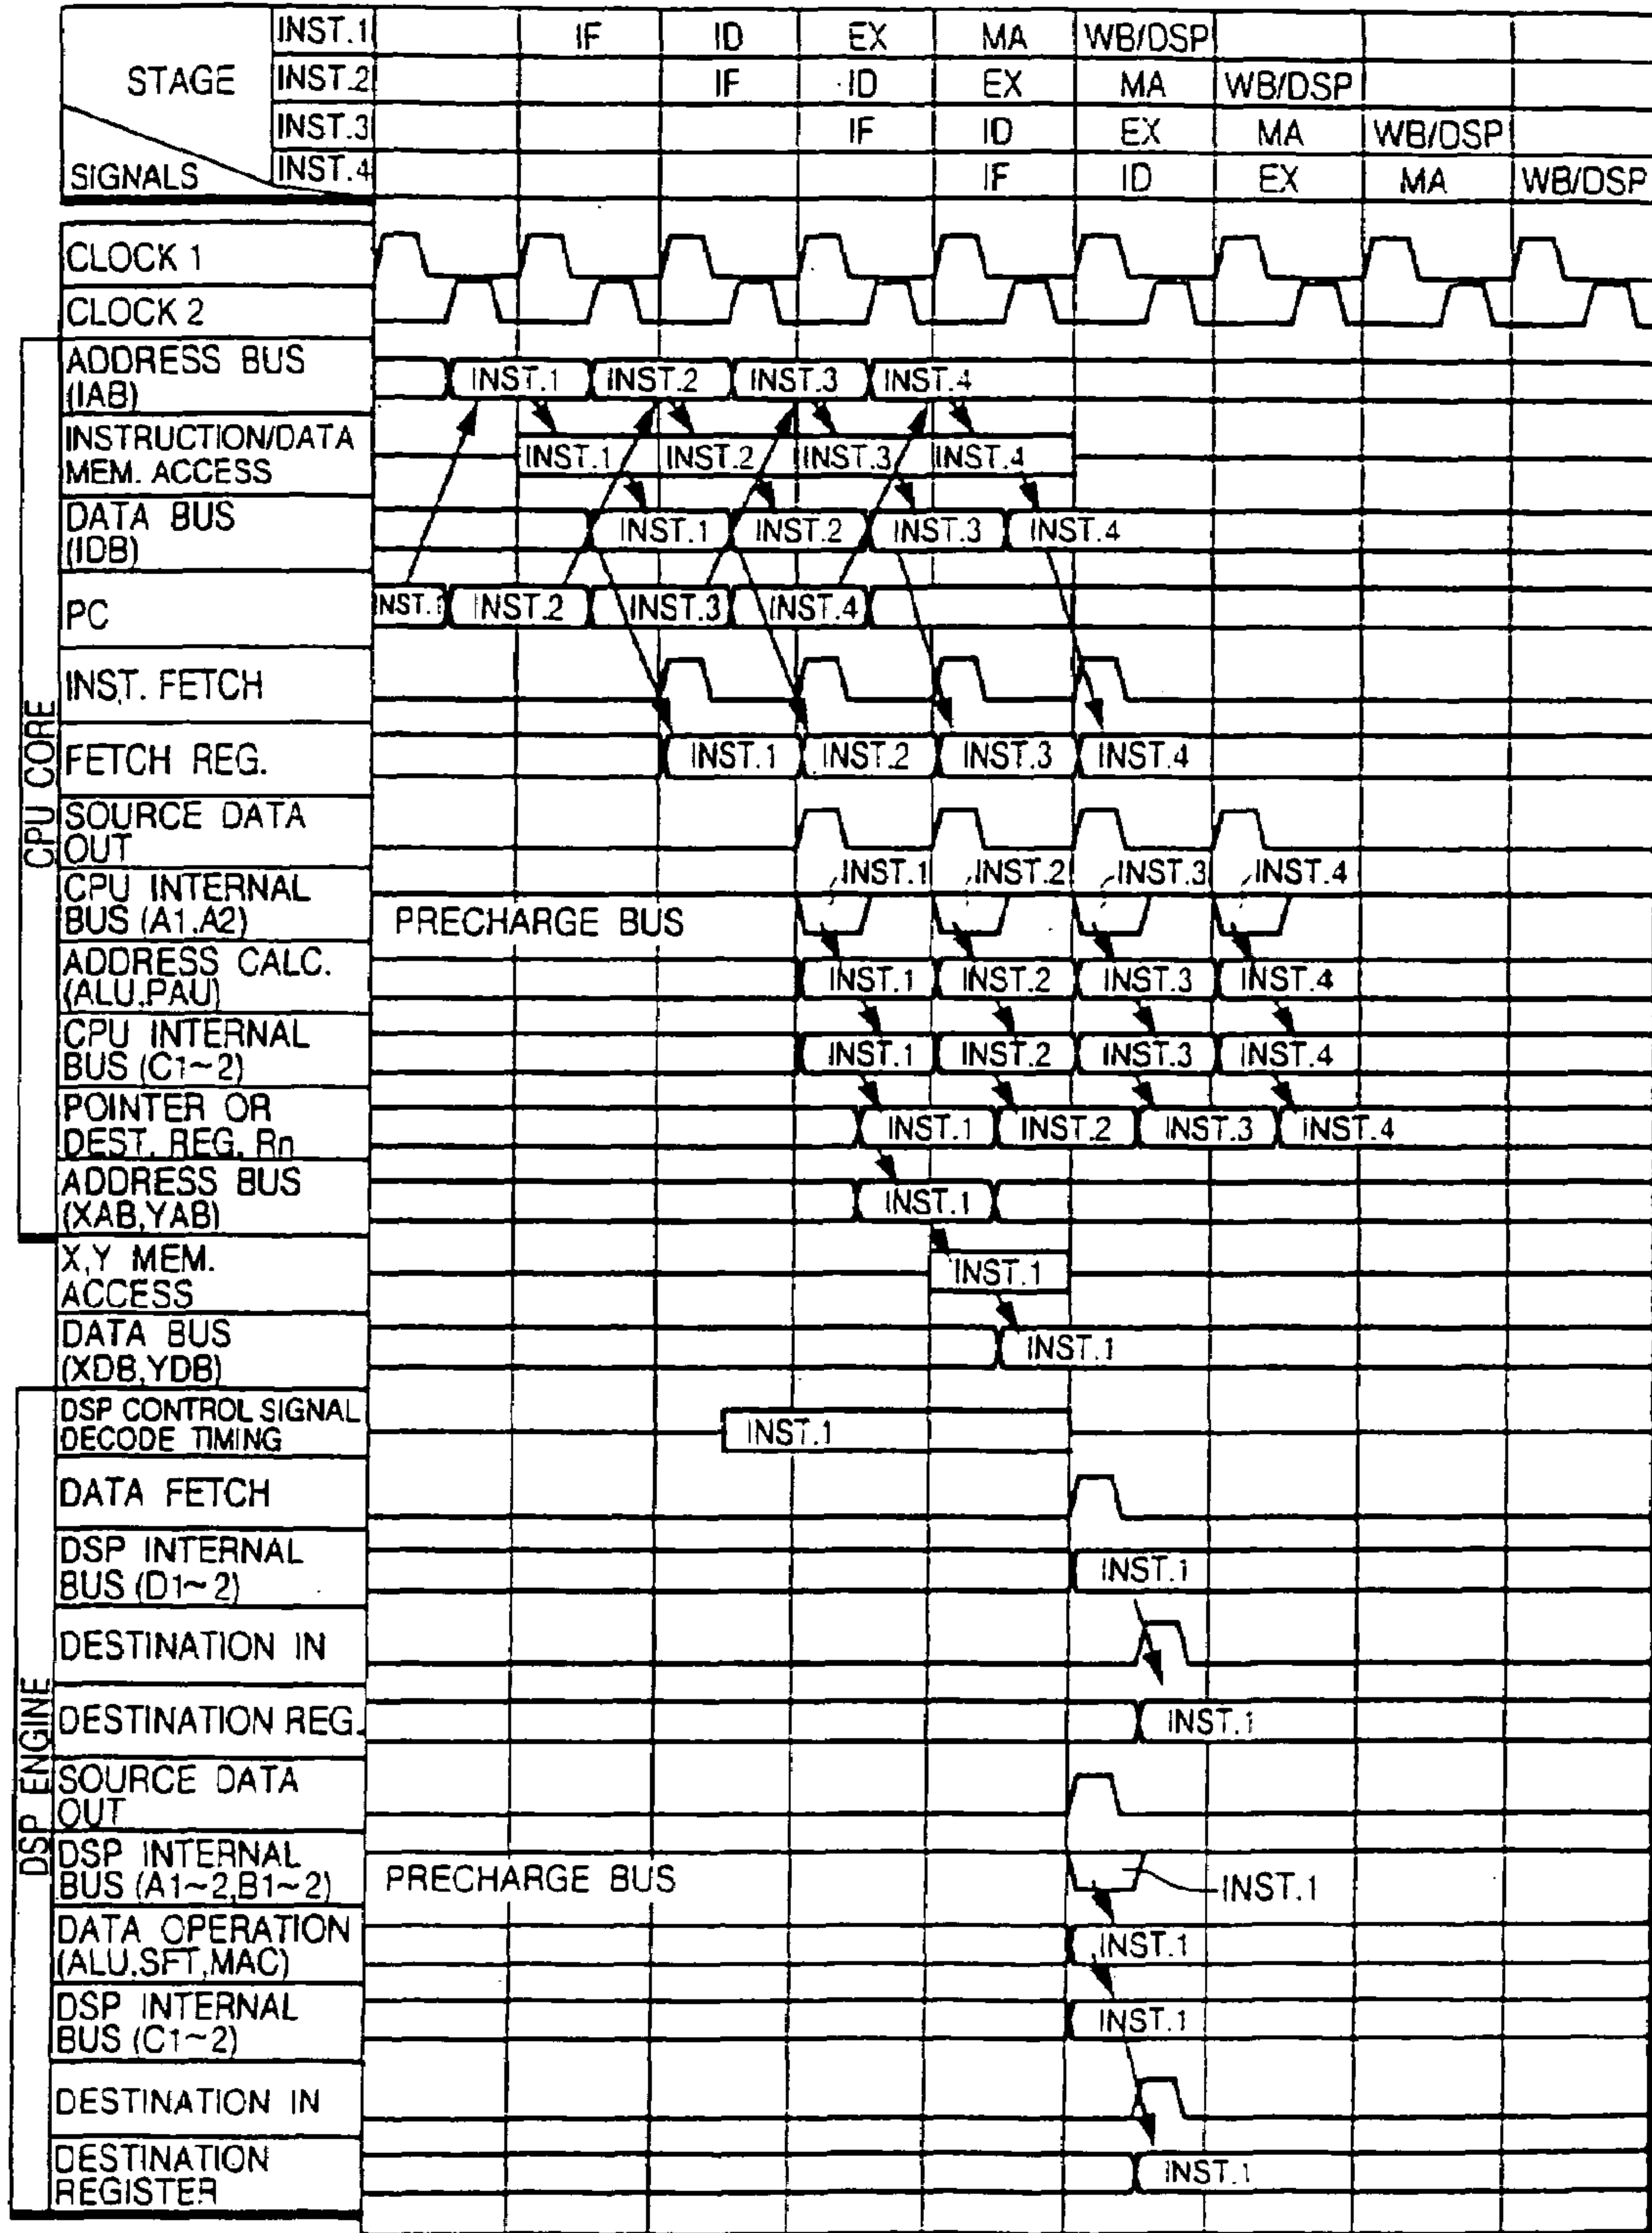 STAGE
SIGNALS
INST.1 IF ID EX MA WB/DSP
INST.2 IF ID EX MA WB/DSP
INST.3 IF ID EX MA WB/DSP
INST.4 IF ID EX MA WB/DSP
CLOCK 1
CLOCK 2
CPU CORE
ADDRESS BUS
(IAB)
INST.1 INST.2 INST.3 INST.4
INSTRUCTION/DATA
MEM. ACCESS
INST.1 INST.2 INST.3 INST.4
DATA BUS
(IDB)
INST.1 INST.2 INST.3 INST.4
PC
INST.1 INST.2 INST.3 INST.4
INST. FETCH
FETCH REG.
INST.1 INST.2 INST.3 INST.4
SOURCE DATA
OUT
CPU INTERNAL
BUS (A1,A2)
PRECHARGE BUS
INST.1 INST.2 INST.3 INST.4
ADDRESS CALC.
(ALU,PAU)
INST.1 INST.2 INST.3 INST.4
CPU INTERNAL
BUS (C1~2)
INST.1 INST.2 INST.3 INST.4
POINTER OR
DEST. REG. Rn
INST.1 INST.2 INST.3 INST.4
ADDRESS BUS
(XAB,YAB)
INST.1
X,Y MEM.
ACCESS
INST.1
DATA BUS
(XDB,YDB)
INST.1
DSP ENGINE
DSP CONTROL SIGNAL
DECODE TIMING
INST.1
DATA FETCH
DSP INTERNAL
BUS (D1~2)
INST.1
DESTINATION IN
DESTINATION REG.
INST.1
SOURCE DATA
OUT
DSP INTERNAL
BUS (A1~2,B1~2)
PRECHARGE BUS
INST.1
DATA OPERATION
(ALU,SFT,MAC)
INST.1
DSP INTERNAL
BUS (C1~2)
INST.1
DESTINATION IN
DESTINATION
REGISTER
INST.1